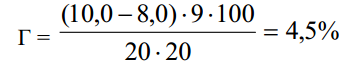 Г = (10,0 – 8,0) · 9 · 100 / 20 · 20 = 4,5%